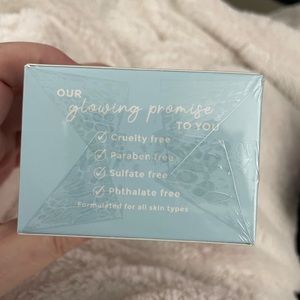 OUR
glowing promise
TO YOU
Cruelty free
Paraben free
Sulfate free
Phthalate free
Formulated for all skin types